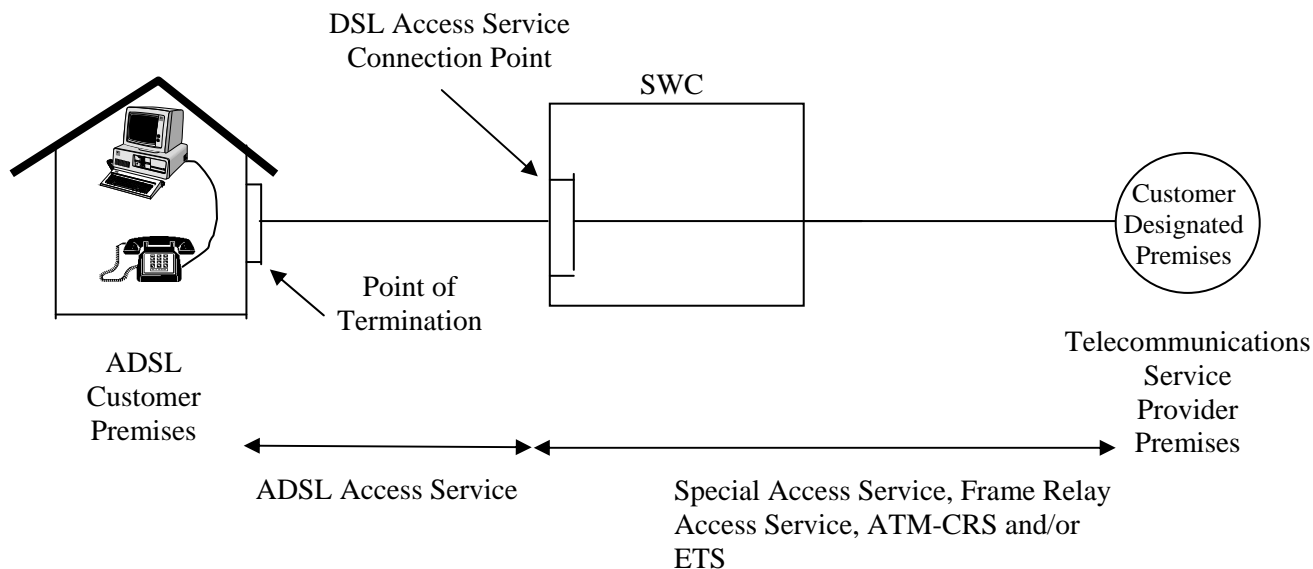 DSL Access Service
Connection Point
SWC
Customer
Designated
Premises
Point of
Termination
ADSL
Customer
Premises
Telecommunications
Service
Provider
Premises
ADSL Access Service
Special Access Service, Frame Relay
Access Service, ATM-CRS and/or
ETS